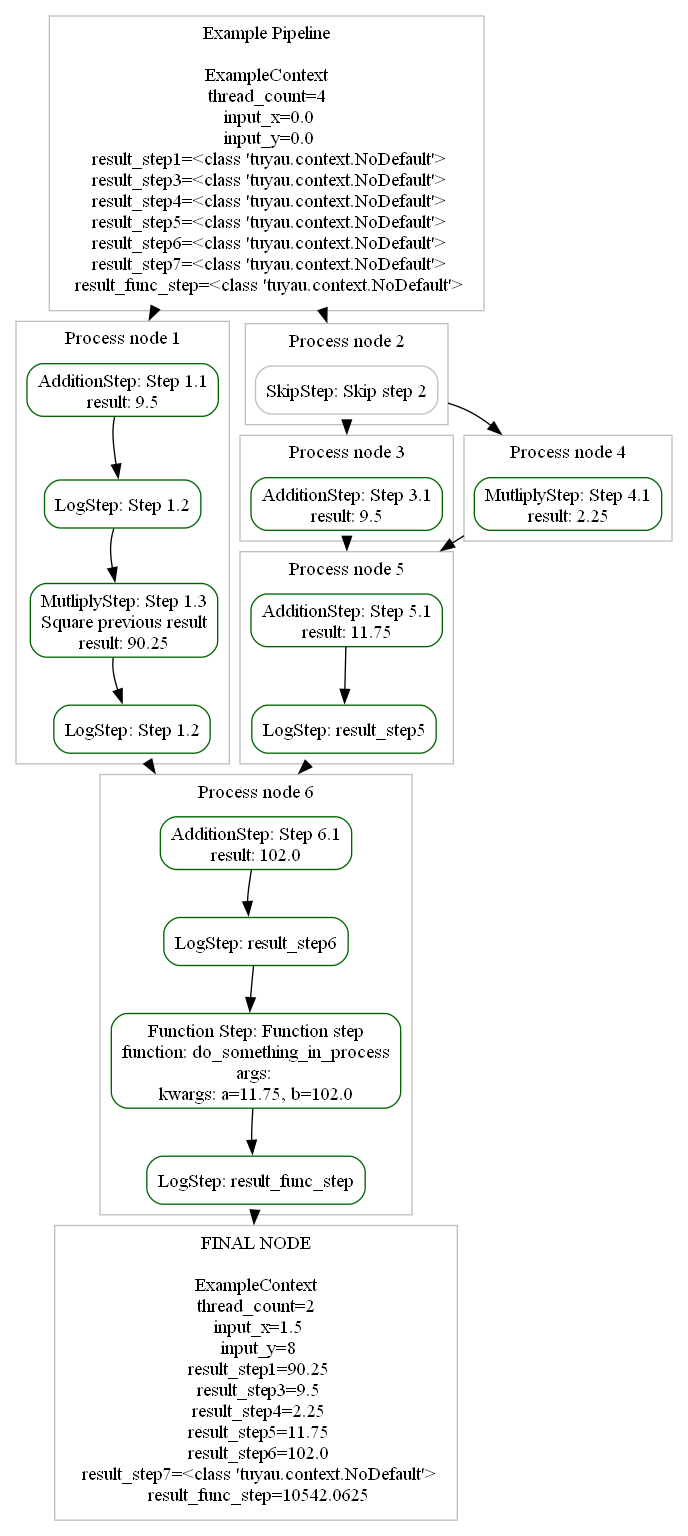 Example Pipeline
ExampleContext
thread_count=4
input_x=0.0
input_y=0.0
result_step1=<class 'tuyau.context.NoDefault'>
result_step3=<class 'tuyau.context.NoDefault'>
result_step4=<class 'tuyau.context.NoDefault'>
result_step5=<class 'tuyau.context.NoDefault'>
result_step6=<class 'tuyau.context.NoDefault'>
result_step7=<class 'tuyau.context.NoDefault'>
result_func_step=<class 'tuyau.context.NoDefault'>
Process node 1
AdditionStep: Step 1.1
result: 9.5
LogStep: Step 1.2
MutliplyStep: Step 1.3
Square previous result
result: 90.25
LogStep: Step 1.2
Process node 2
SkipStep: Skip step 2
Process node 3
AdditionStep: Step 3.1
result: 9.5
Process node 4
MutliplyStep: Step 4.1
result: 2.25
Process node 5
AdditionStep: Step 5.1
result: 11.75
LogStep: result_step5
Process node 6
AdditionStep: Step 6.1
result: 102.0
LogStep: result_step6
Function Step: Function step
function: do_something_in_process
args:
kwargs: a=11.75, b=102.0
LogStep: result_func_step
FINAL NODE
ExampleContext
thread_count=2
input_x=1.5
input_y=8
result_step1=90.25
result_step3=9.5
result_step4=2.25
result_step5=11.75
result_step6=102.0
result_step7=<class 'tuyau.context.NoDefault'>
result_func_step=10542.0625